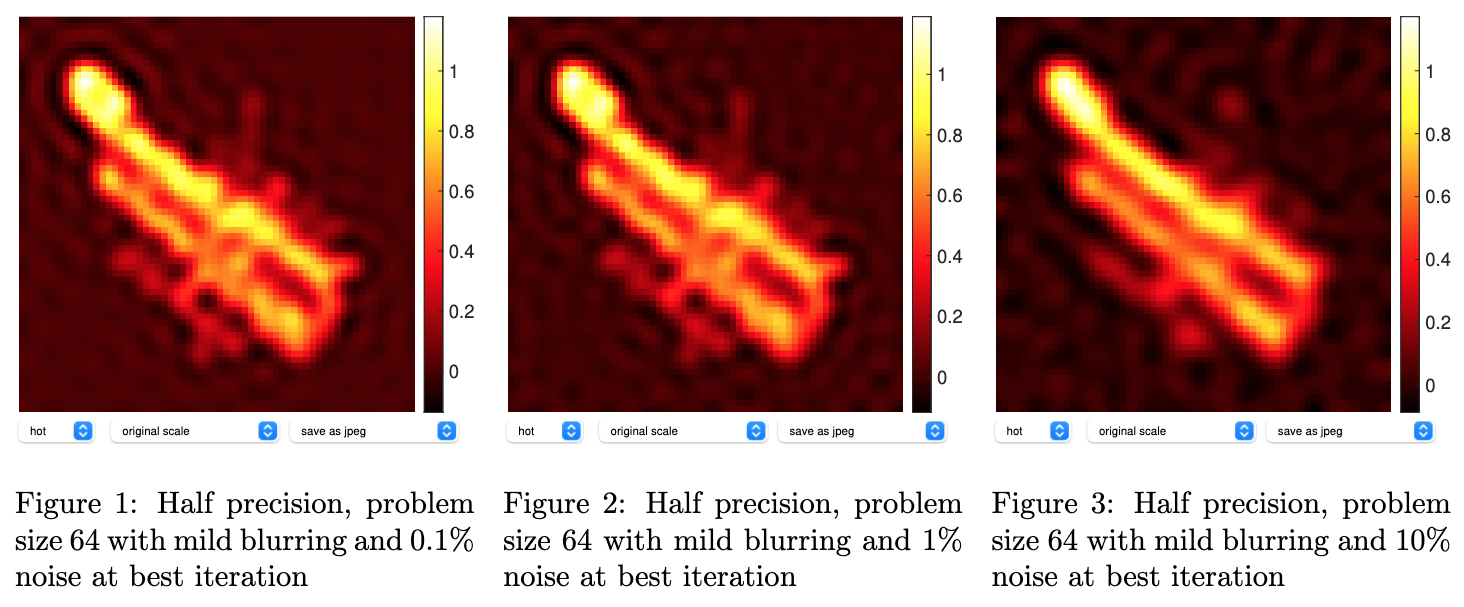 1
0.8
0.6
0.4
0.2
0
hot
original scale
save as jpeg
Figure 1: Half precision, problem
size 64 with mild blurring and 0.1%
noise at best iteration
1
0.8
0.6
0.4
0.2
0
hot
original scale
save as jpeg
Figure 2: Half precision, problem
size 64 with mild blurring and 1%
noise at best iteration
1
0.8
0.6
0.4
0.2
0
hot
original scale
save as jpeg
Figure 3: Half precision, problem
size 64 with mild blurring and 10%
noise at best iteration